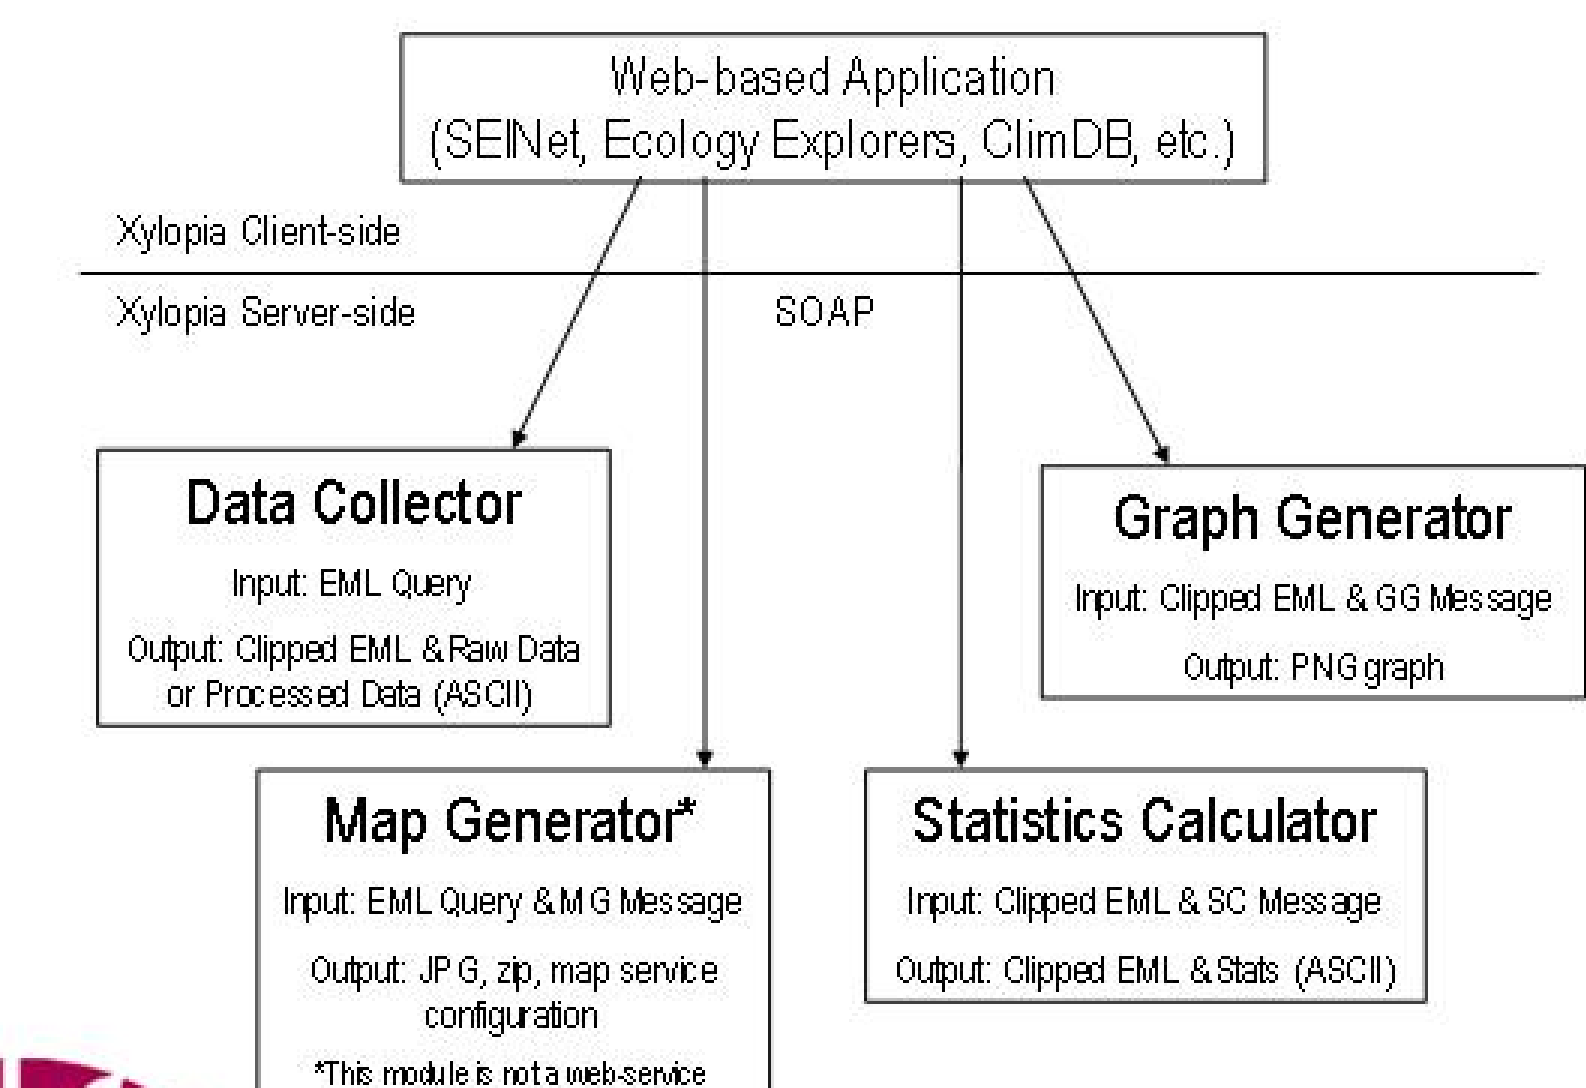 Web-based Application
(SEINet, Ecology Explorers, ClimDB, etc.)
Xylopia Client-side
Xylopia Server-side
SOAP
Data Collector
Input: EML Query
Output: Clipped EML & Raw Data
or Processed Data (ASCII)
Graph Generator
Input: Clipped EML & GG Message
Output: PNG graph
Map Generator*
Input: EML Query & MG Message
Output: JPG, zip, map service
configuration
*This module is not a web-service
Statistics Calculator
Input: Clipped EML & SC Message
Output: Clipped EML & Stats (ASCII)